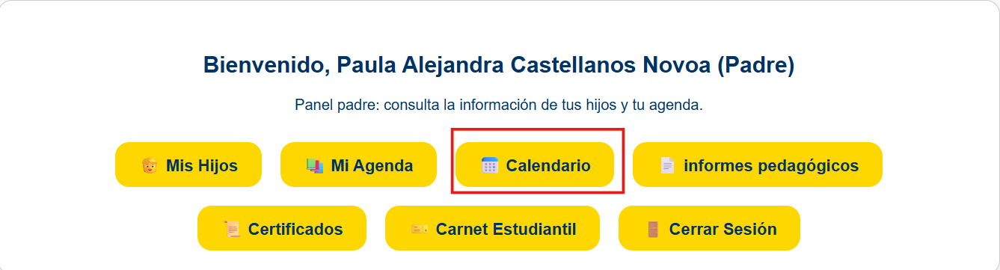 Bienvenido, Paula Alejandra Castellanos Novoa (Padre)
Panel padre: consulta la información de tus hijos y tu agenda.
Mis Hijos
Mi Agenda
Calendario
informes pedagógicos
Certificados
Carnet Estudiantil
Cerrar Sesión